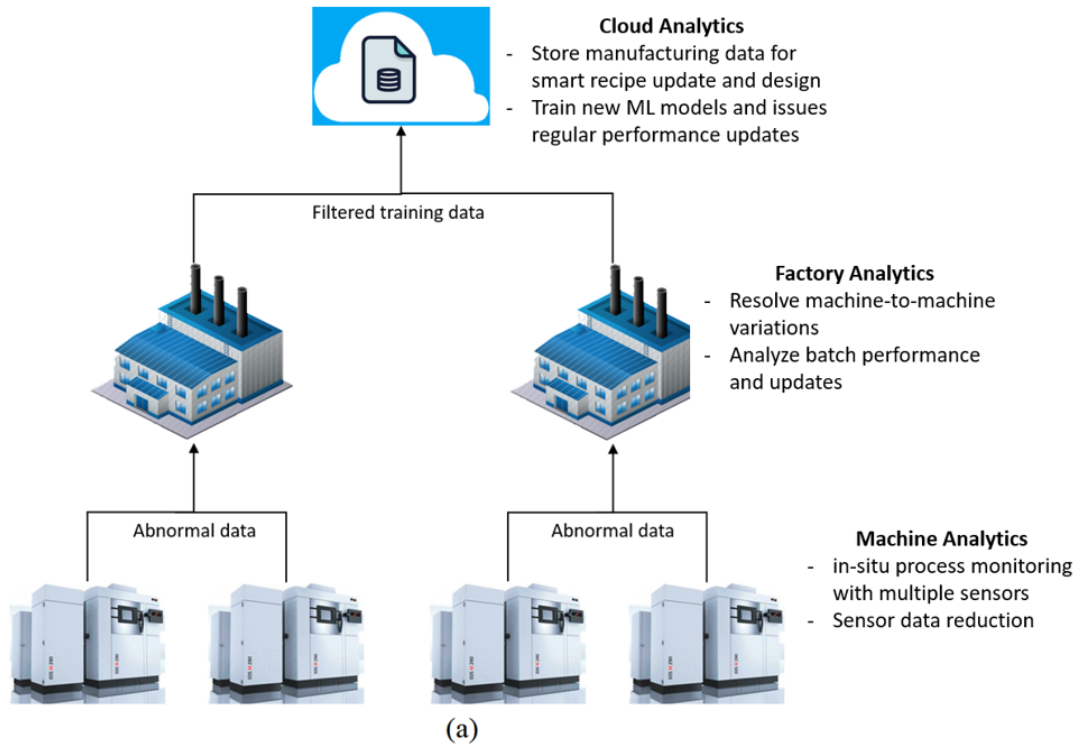 Cloud Analytics
- Store manufacturing data for
smart recipe update and design
- Train new ML models and issues
regular performance updates
Filtered training data
Factory Analytics
- Resolve machine-to-machine
variations
- Analyze batch performance
and updates
Abnormal data
Abnormal data
Machine Analytics
- in-situ process monitoring
with multiple sensors
- Sensor data reduction
(a)